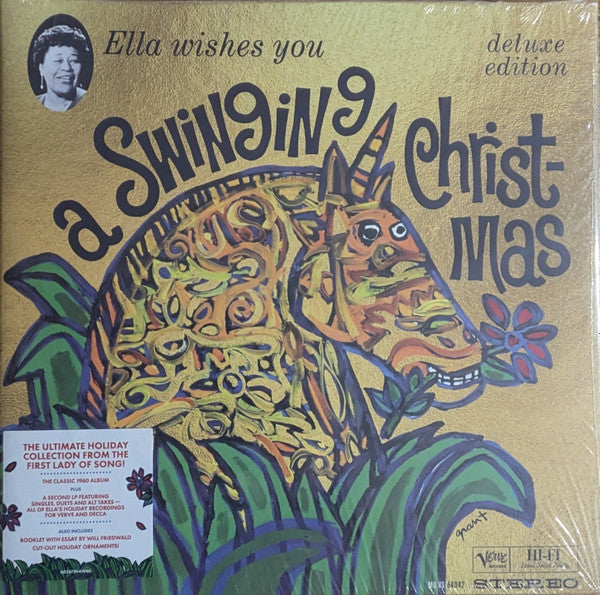 Ella wishes you
deluxe
edition
a SwinginG
Christ-
mas
THE ULTIMATE HOLIDAY
COLLECTION FROM THE
FIRST LADY OF SONG!
THE CLASSIC 1960 ALBUM
PLUS
A SECOND LP FEATURING
SINGLES, DUETS AND ALT TAKES —
ALL OF ELLA'S HOLIDAY RECORDINGS
FOR VERVE AND DECCA
ALSO INCLUDES
BOOKLET WITH ESSAY BY WILL FRIEDWALD
CUT-OUT HOLIDAY ORNAMENTS!
grant
VERVE
RECORDS
HI-FI
STEREO